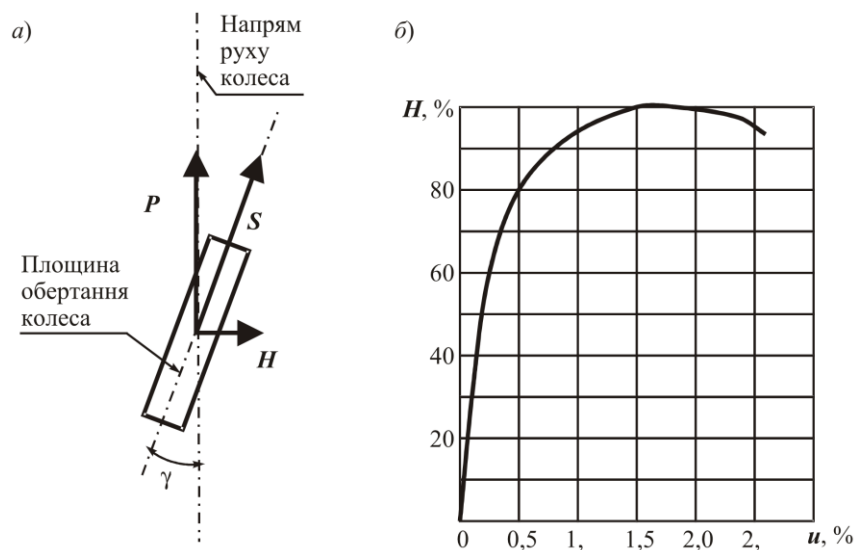 а)
Напрям
руху
колеса
P
S
Площина
обертання
колеса
H
γ
б)
H, %
80
60
40
20
0 0,5 1, 1,5 2,0 2, u, %